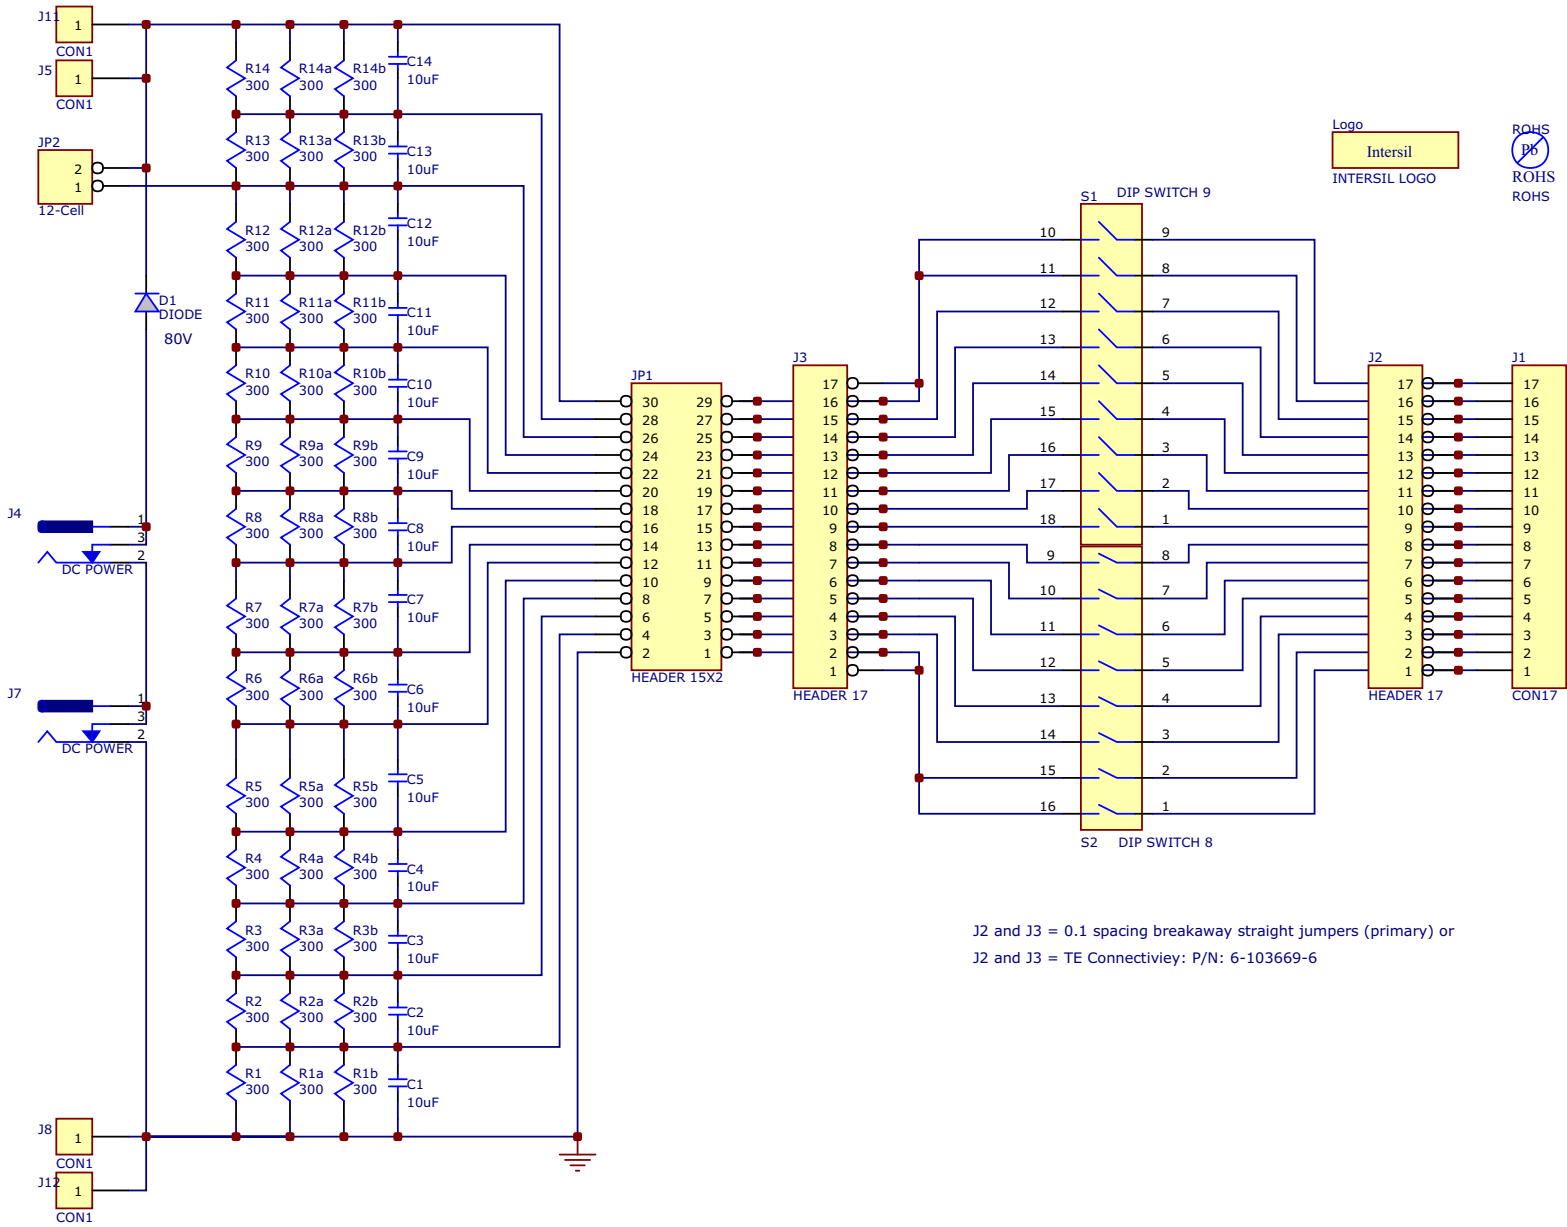 J11
1
CON1
J5
1
CON1
JP2
2
1
12-Cell
D1
DIODE
80V
J4
1
3
2
DC POWER
J7
1
3
2
DC POWER
J8
1
CON1
J12
1
CON1
R14 300
R14a 300
R14b 300
C14 10uF
R13 300
R13a 300
R13b 300
C13 10uF
R12 300
R12a 300
R12b 300
C12 10uF
R11 300
R11a 300
R11b 300
C11 10uF
R10 300
R10a 300
R10b 300
C10 10uF
R9 300
R9a 300
R9b 300
C9 10uF
R8 300
R8a 300
R8b 300
C8 10uF
R7 300
R7a 300
R7b 300
C7 10uF
R6 300
R6a 300
R6b 300
C6 10uF
R5 300
R5a 300
R5b 300
C5 10uF
R4 300
R4a 300
R4b 300
C4 10uF
R3 300
R3a 300
R3b 300
C3 10uF
R2 300
R2a 300
R2b 300
C2 10uF
R1 300
R1a 300
R1b 300
C1 10uF
JP1
30 29
28 27
26 25
24 23
22 21
20 19
18 17
16 15
14 13
12 11
10 9
8 7
6 5
4 3
2 1
HEADER 15X2
J3
17
16
15
14
13
12
11
10
9
8
7
6
5
4
3
2
1
HEADER 17
S1
DIP SWITCH 9
10 9
11 8
12 7
13 6
14 5
15 4
16 3
17 2
18 1
9 8
10 7
11 6
12 5
13 4
14 3
15 2
16 1
S2
DIP SWITCH 8
J2
17
16
15
14
13
12
11
10
9
8
7
6
5
4
3
2
1
HEADER 17
J1
17
16
15
14
13
12
11
10
9
8
7
6
5
4
3
2
1
CON17
Logo
Intersil
INTERSIL LOGO
ROHS
Pb
ROHS
ROHS
J2 and J3 = 0.1 spacing breakaway straight jumpers (primary) or
J2 and J3 = TE Connectiviey: P/N: 6-103669-6